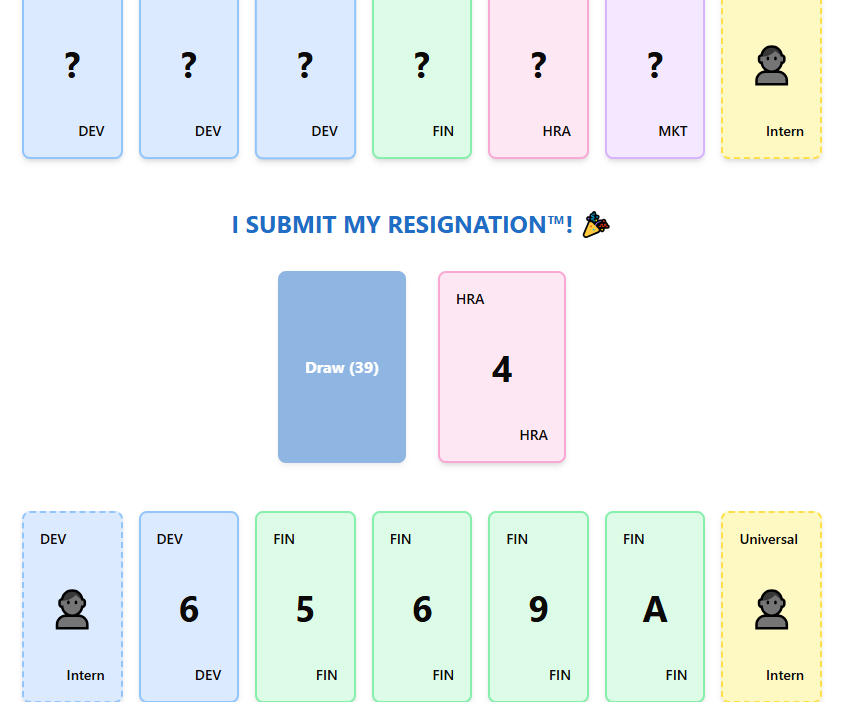 ? ? ? ? ? ?
DEV DEV DEV FIN HRA MKT Intern
I SUBMIT MY RESIGNATION™! 🎉
HRA
Draw (39) 4
HRA
DEV DEV FIN FIN FIN FIN Universal
6 5 6 9 A
Intern DEV FIN FIN FIN FIN Intern